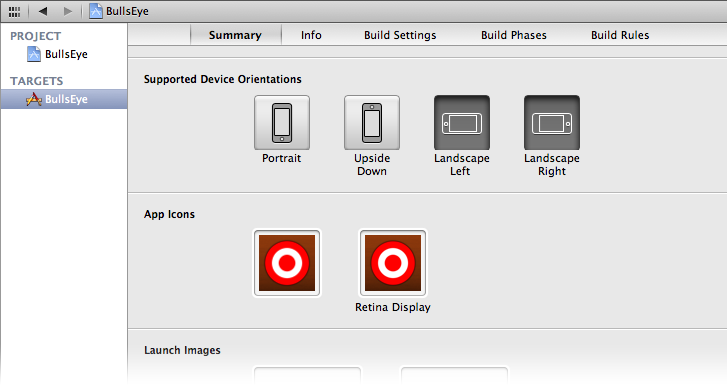 BullsEye
PROJECT
BullsEye
TARGETS
BullsEye
Summary Info Build Settings Build Phases Build Rules
Supported Device Orientations
Portrait
Upside Down
Landscape Left
Landscape Right
App Icons
Retina Display
Launch Images